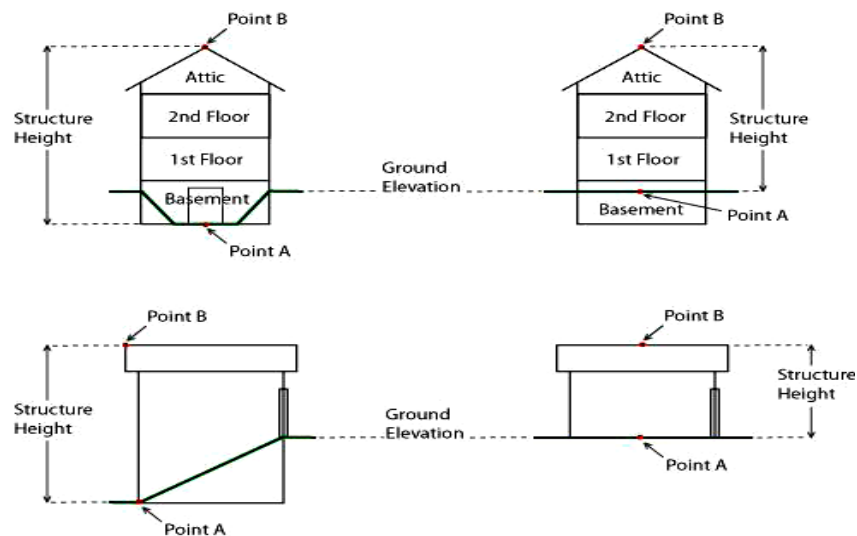 Point B
Attic
2nd Floor
1st Floor
Basement
Structure
Height
Point A
Ground
Elevation
Point B
Attic
2nd Floor
1st Floor
Basement
Structure
Height
Point A
Point B
Structure
Height
Point A
Ground
Elevation
Point B
Structure
Height
Point A